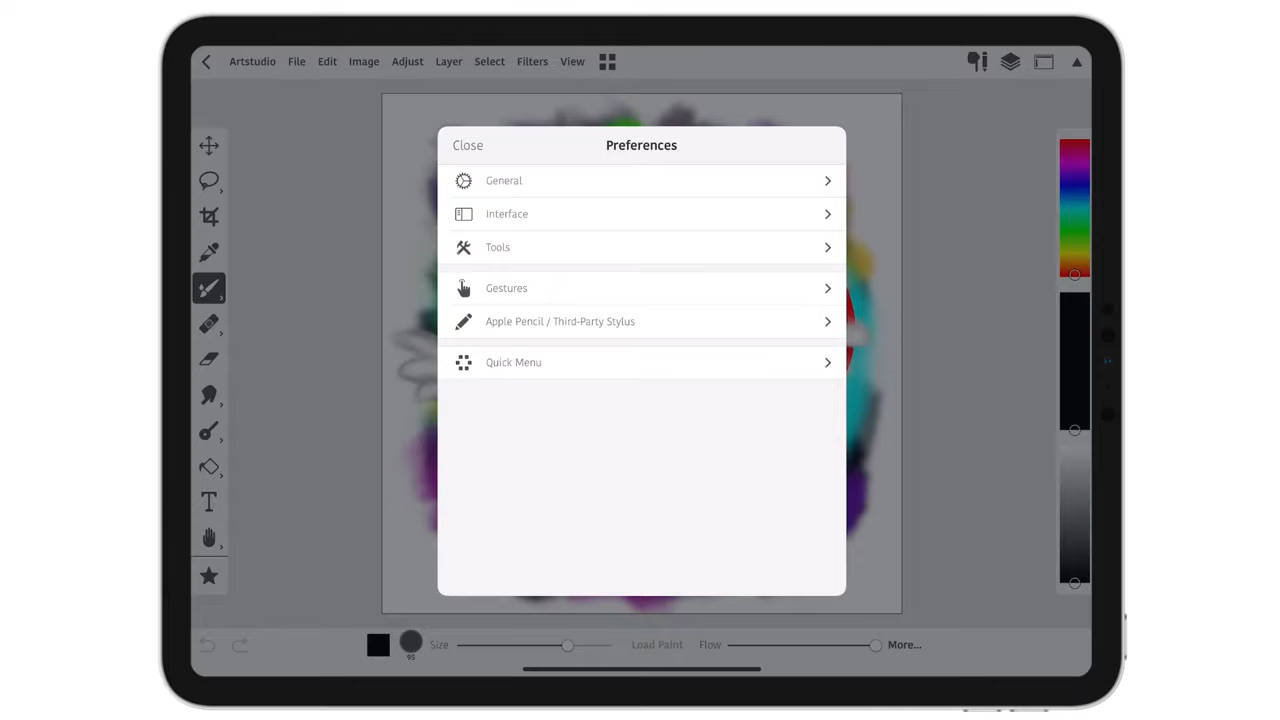 Artstudio File Edit Image Adjust Layer Select Filters View
Close Preferences
General
Interface
Tools
Gestures
Apple Pencil / Third-Party Stylus
Quick Menu
T
Size Load Paint Flow More...
95